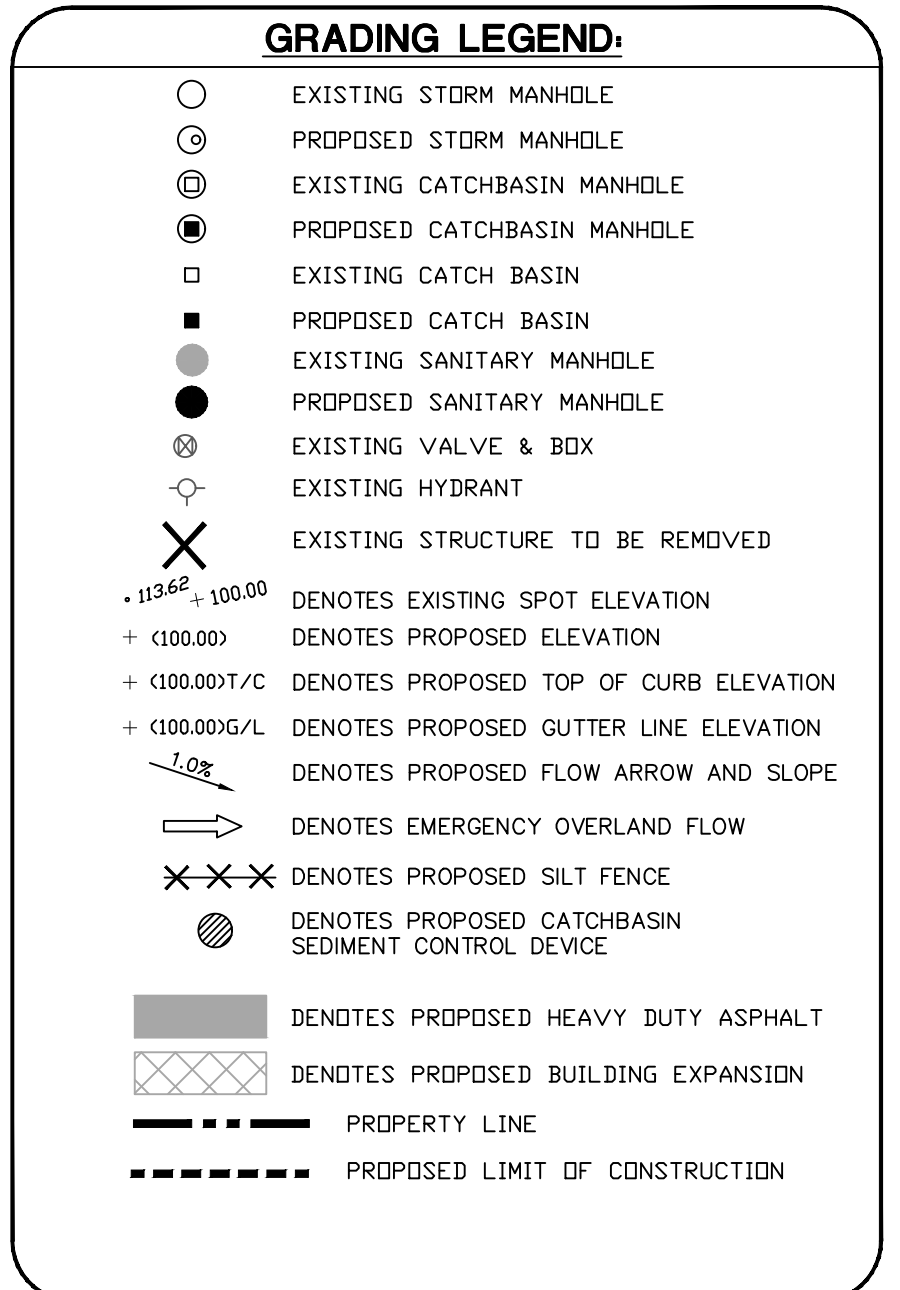 GRADING LEGEND:
EXISTING STORM MANHOLE
PROPOSED STORM MANHOLE
EXISTING CATCHBASIN MANHOLE
PROPOSED CATCHBASIN MANHOLE
EXISTING CATCH BASIN
PROPOSED CATCH BASIN
EXISTING SANITARY MANHOLE
PROPOSED SANITARY MANHOLE
EXISTING VALVE & BOX
EXISTING HYDRANT
EXISTING STRUCTURE TO BE REMOVED
113.62 + 100.00 DENOTES EXISTING SPOT ELEVATION
+ (100.00) DENOTES PROPOSED ELEVATION
+ (100.00)T/C DENOTES PROPOSED TOP OF CURB ELEVATION
+ (100.00)G/L DENOTES PROPOSED GUTTER LINE ELEVATION
1.0% DENOTES PROPOSED FLOW ARROW AND SLOPE
DENOTES EMERGENCY OVERLAND FLOW
DENOTES PROPOSED SILT FENCE
DENOTES PROPOSED CATCHBASIN
SEDIMENT CONTROL DEVICE
DENOTES PROPOSED HEAVY DUTY ASPHALT
DENOTES PROPOSED BUILDING EXPANSION
PROPERTY LINE
PROPOSED LIMIT OF CONSTRUCTION